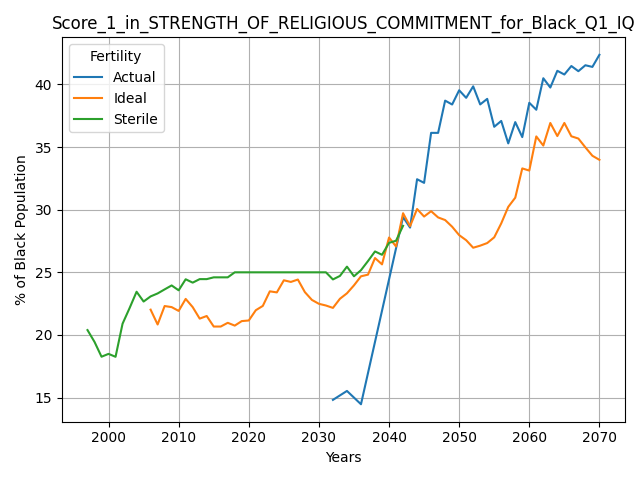 Score_1_in_STRENGTH_OF_RELIGIOUS_COMMITMENT_for_Black_Q1_IQ
Fertility
Actual
Ideal
Sterile
% of Black Population
40
35
30
25
20
15
2000 2010 2020 2030 2040 2050 2060 2070
Years